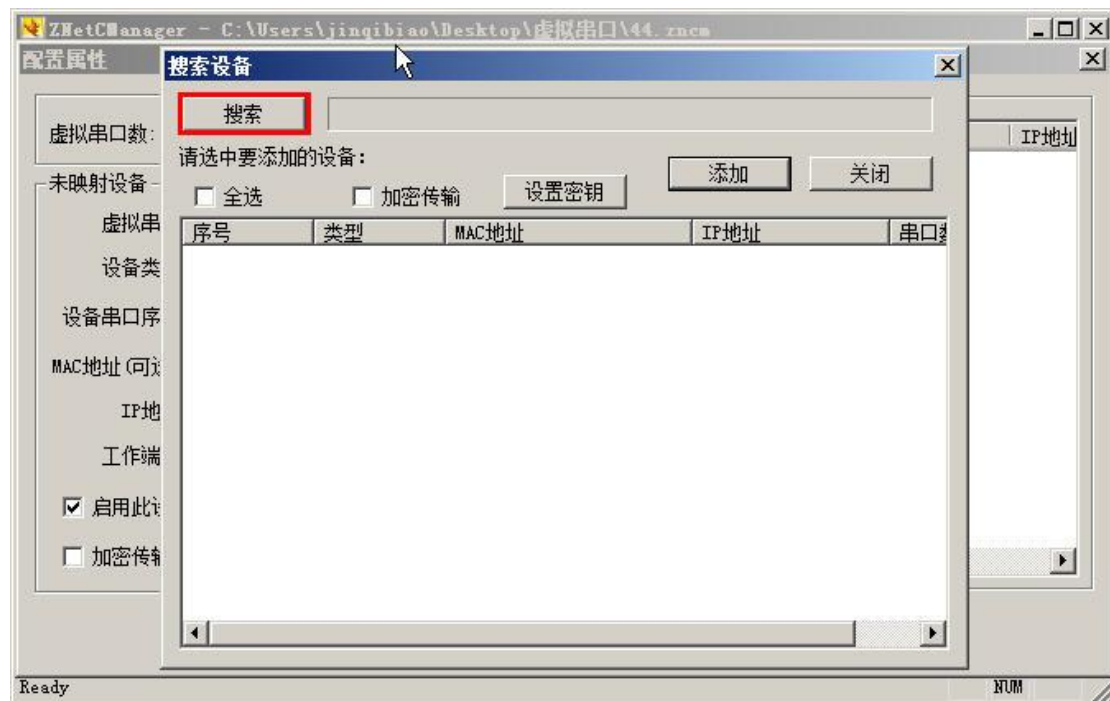 ZNetCManager - C:\Users\jinqibiao\Desktop\虚拟串口\44.zncm
配置属性
搜索设备
搜索
虚拟串口数:
IP地址
请选中要添加的设备:
添加
关闭
未映射设备
全选
加密传输
设置密钥
虚拟串
序号 类型 MAC地址 IP地址 串口
设备类
设备串口序
MAC地址(可
IP地
工作端
启用此
加密传
Ready
NUM